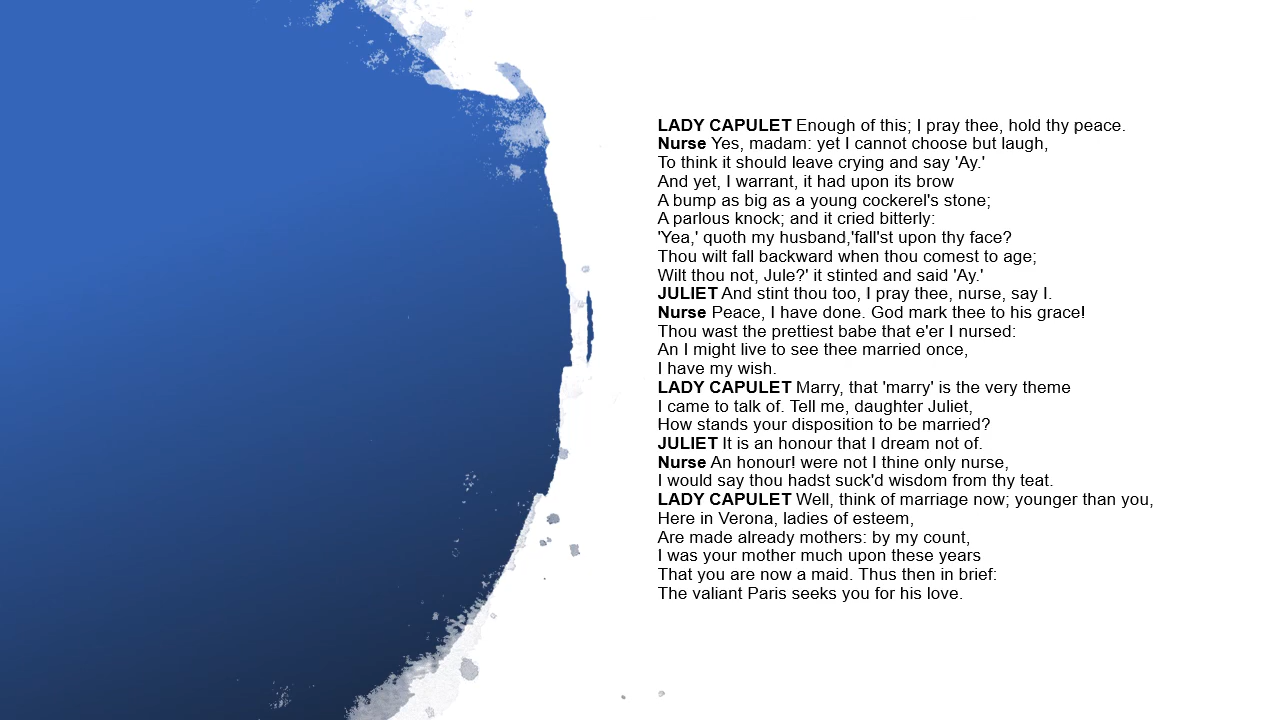 LADY CAPULET Enough of this; I pray thee, hold thy peace.
Nurse Yes, madam: yet I cannot choose but laugh,
To think it should leave crying and say 'Ay.'
And yet, I warrant, it had upon its brow
A bump as big as a young cockerel's stone;
A parlous knock; and it cried bitterly:
'Yea,' quoth my husband,'fall'st upon thy face?
Thou wilt fall backward when thou comest to age;
Wilt thou not, Jule?' it stinted and said 'Ay.'
JULIET And stint thou too, I pray thee, nurse, say I.
Nurse Peace, I have done. God mark thee to his grace!
Thou wast the prettiest babe that e'er I nursed:
An I might live to see thee married once,
I have my wish.
LADY CAPULET Marry, that 'marry' is the very theme
I came to talk of. Tell me, daughter Juliet,
How stands your disposition to be married?
JULIET It is an honour that I dream not of.
Nurse An honour! were not I thine only nurse,
I would say thou hadst suck'd wisdom from thy teat.
LADY CAPULET Well, think of marriage now; younger than you,
Here in Verona, ladies of esteem,
Are made already mothers: by my count,
I was your mother much upon these years
That you are now a maid. Thus then in brief:
The valiant Paris seeks you for his love.